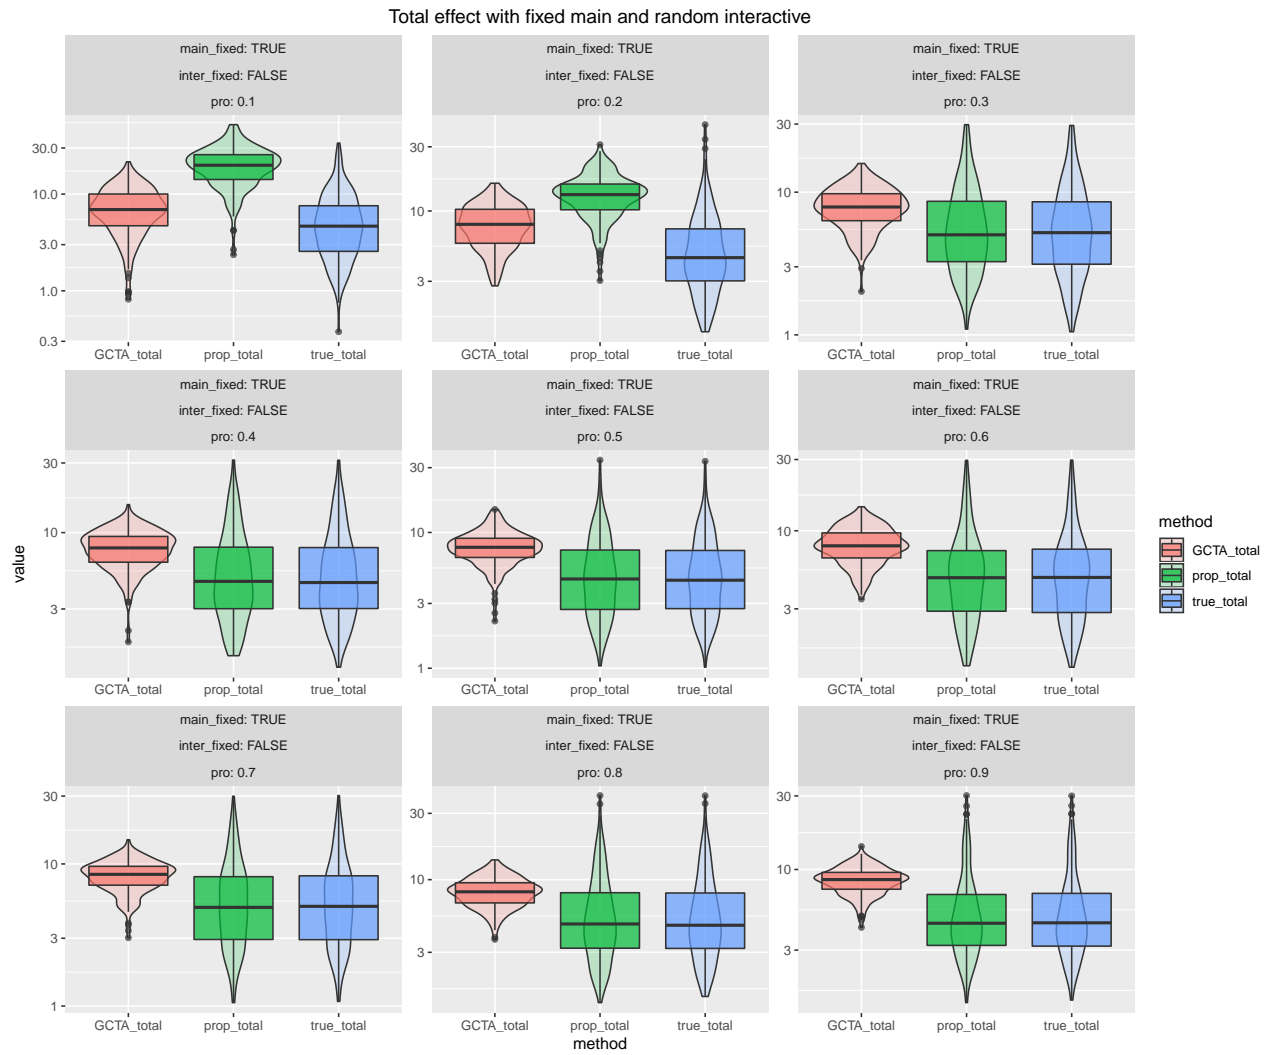 Total effect with fixed main and random interactive
main_fixed: TRUE
inter_fixed: FALSE
pro: 0.1
main_fixed: TRUE
inter_fixed: FALSE
pro: 0.2
main_fixed: TRUE
inter_fixed: FALSE
pro: 0.3
30.0
10.0
3.0
1.0
0.3
30
10
3
30
10
3
1
GCTA_total prop_total true_total
GCTA_total prop_total true_total
GCTA_total prop_total true_total
main_fixed: TRUE
inter_fixed: FALSE
pro: 0.4
main_fixed: TRUE
inter_fixed: FALSE
pro: 0.5
main_fixed: TRUE
inter_fixed: FALSE
pro: 0.6
value
30
10
3
30
10
3
1
30
10
3
GCTA_total prop_total true_total
GCTA_total prop_total true_total
GCTA_total prop_total true_total
main_fixed: TRUE
inter_fixed: FALSE
pro: 0.7
main_fixed: TRUE
inter_fixed: FALSE
pro: 0.8
main_fixed: TRUE
inter_fixed: FALSE
pro: 0.9
30
10
3
1
30
10
3
30
10
3
GCTA_total prop_total true_total
GCTA_total prop_total true_total
GCTA_total prop_total true_total
method
method
GCTA_total
prop_total
true_total